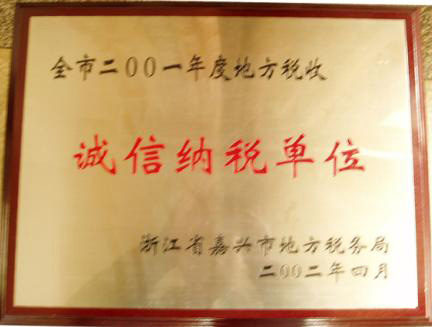 全市二00一年度地方税收
诚信纳税单位
浙江省嘉兴市地方税务局
二00二年四月